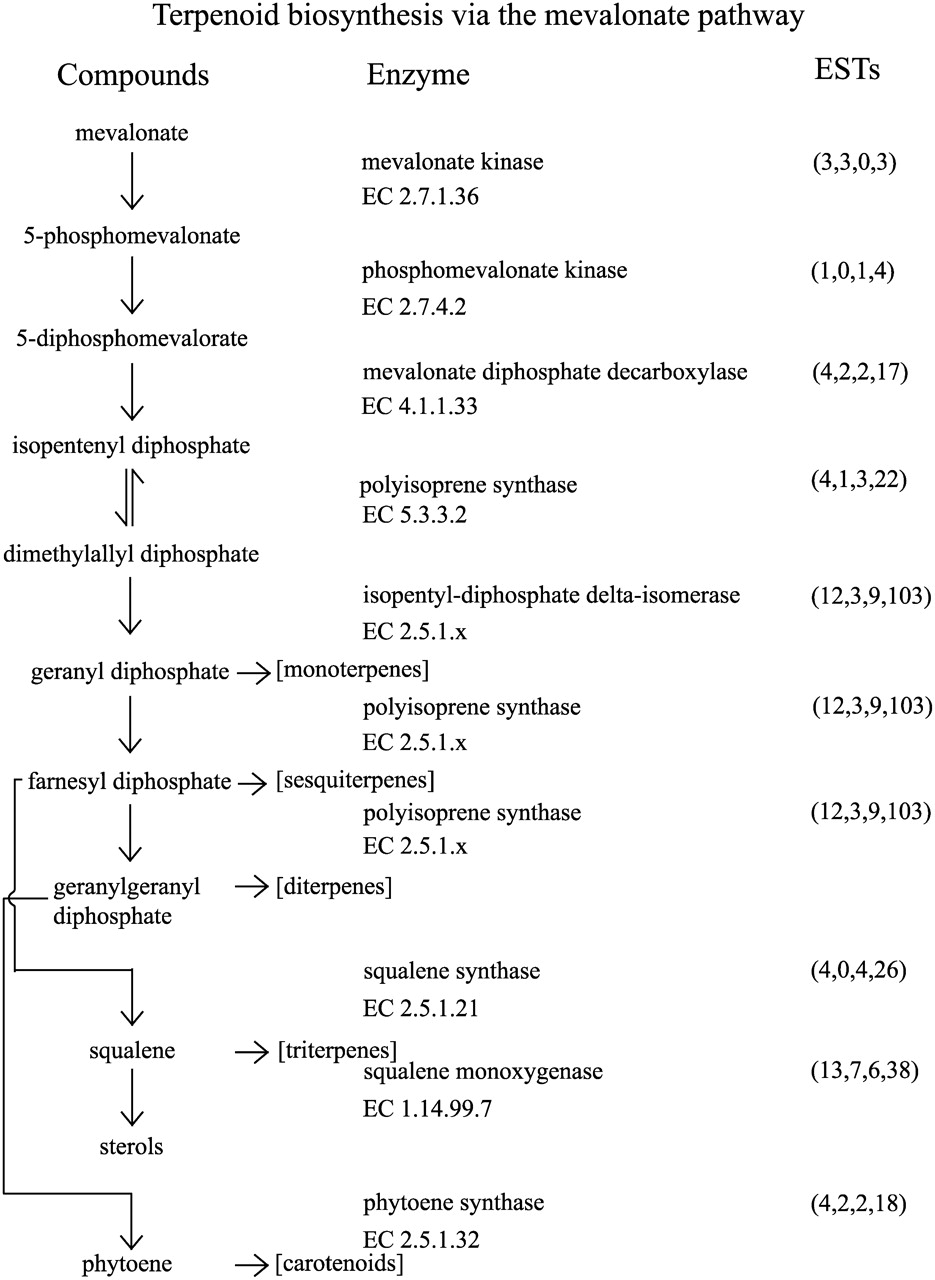 Terpenoid biosynthesis via the mevalonate pathway
Compounds Enzyme ESTs
mevalonate
mevalonate kinase (3,3,0,3)
EC 2.7.1.36
5-phosphomevalonate
phosphomevalonate kinase (1,0,1,4)
EC 2.7.4.2
5-diphosphomevalorate
mevalonate diphosphate decarboxylase (4,2,2,17)
EC 4.1.1.33
isopentenyl diphosphate
polyisoprene synthase (4,1,3,22)
EC 5.3.3.2
dimethylallyl diphosphate
isopentyl-diphosphate delta-isomerase (12,3,9,103)
EC 2.5.1.x
geranyl diphosphate [monoterpenes]
polyisoprene synthase (12,3,9,103)
EC 2.5.1.x
farnesyl diphosphate [sesquiterpenes]
polyisoprene synthase (12,3,9,103)
EC 2.5.1.x
geranylgeranyl [diterpenes]
diphosphate
squalene synthase (4,0,4,26)
EC 2.5.1.21
squalene [triterpenes]
squalene monoxygenase (13,7,6,38)
EC 1.14.99.7
sterols
phytoene synthase (4,2,2,18)
EC 2.5.1.32
phytoene [carotenoids]